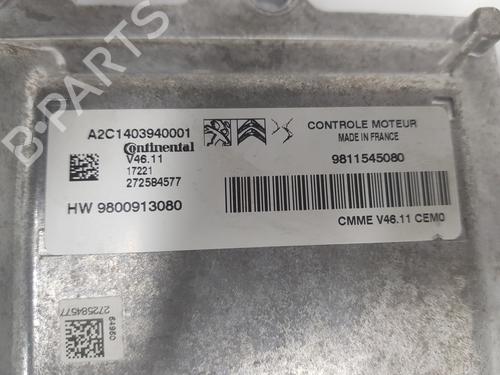 A2C1403940001
Continental
V46.11
17221
272584577
HW 9800913080
CONTROLE MOTEUR
MADE IN FRANCE
9811545080
CMME V46.11 CEM0
64960
272584577
B-PARTS